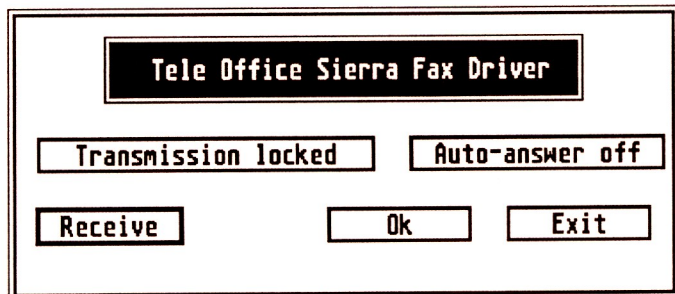 Tele Office Sierra Fax Driver
Transmission locked Auto-answer off
Receive Ok Exit